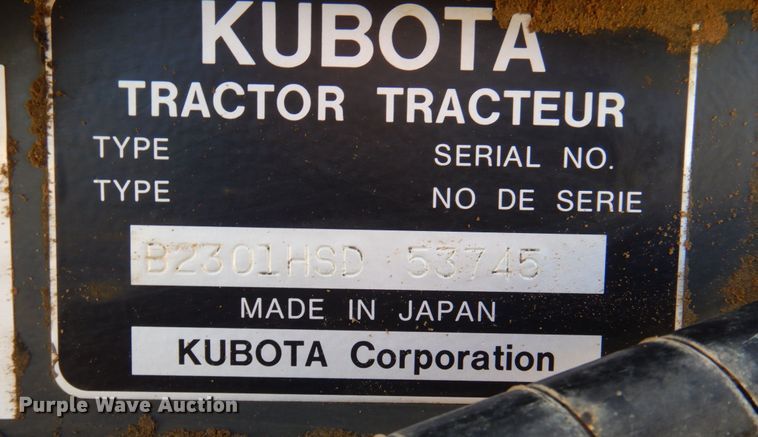 KUBOTA
TRACTOR TRACTEUR
TYPE SERIAL NO.
TYPE NO DE SERIE
B2301HSD 53745
MADE IN JAPAN
KUBOTA Corporation
Purple Wave Auction